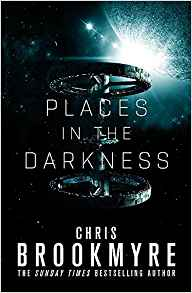 PLACES
IN THE
DARKNESS
CHRIS
BROOKMYRE
THE SUNDAY TIMES BESTSELLING AUTHOR